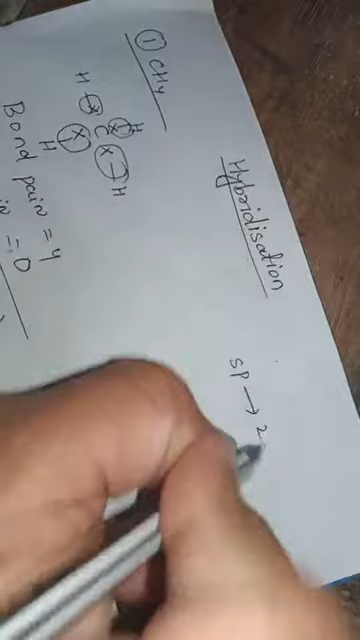 Hybridisation
① CH4
H
x C x H
H x
x H
Bond pair = 4
= 0
sp → 2